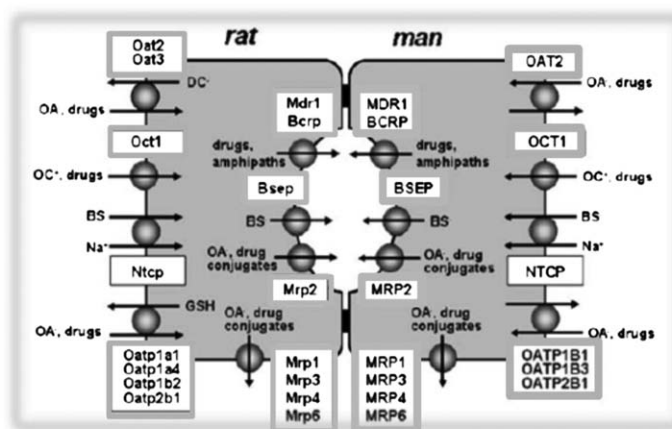 rat
man
Oat2
Oat3
DC-
OA-, drugs
Oct1
OC+, drugs
BS
Na+
Ntcp
GSH
OA-, drugs
Oatp1a1
Oatp1a4
Oatp1b2
Oatp2b1
Mdr1
Bcrp
drugs,
amphipaths
Bsep
BS
OA-, drug
conjugates
Mrp2
OA-, drug
conjugates
Mrp1
Mrp3
Mrp4
Mrp6
MDR1
BCRP
drugs,
amphipaths
BSEP
BS
OA-, drug
conjugates
MRP2
OA-, drug
conjugates
MRP1
MRP3
MRP4
MRP6
OAT2
OA-, drugs
OCT1
OC+, drugs
BS
Na+
NTCP
OA-, drugs
OATP1B1
OATP1B3
OATP2B1